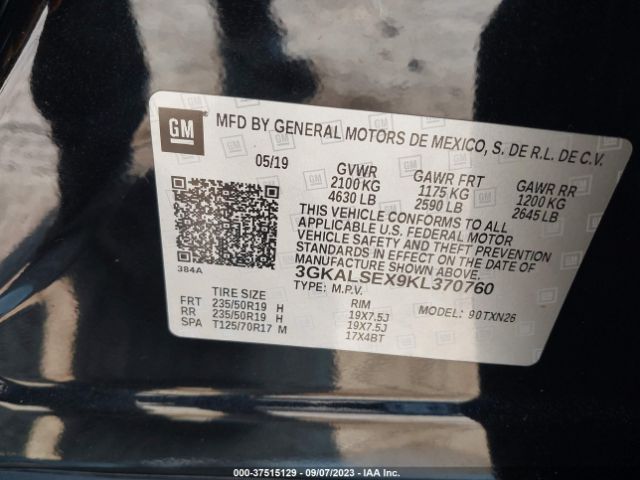 GM
MFD BY GENERAL MOTORS DE MEXICO, S. DE R.L. DE C.V.
05/19 GVWR GAWR FRT GAWR RR
2100 KG 1175 KG 1200 KG
4630 LB 2590 LB 2645 LB
THIS VEHICLE CONFORMS TO ALL
APPLICABLE U.S. FEDERAL MOTOR
VEHICLE SAFETY AND THEFT PREVENTION
STANDARDS IN EFFECT ON THE DATE OF
MANUFACTURE SHOWN ABOVE.
384A
3GKALSEX9KL370760
TYPE: M.P.V.
TIRE SIZE RIM MODEL: 90TXN26
FRT 235/50R19 H 19X7.5J
RR 235/50R19 H 19X7.5J
SPA T125/70R17 M 17X4BT
000-37515129 - 09/07/2023 - IAA Inc.